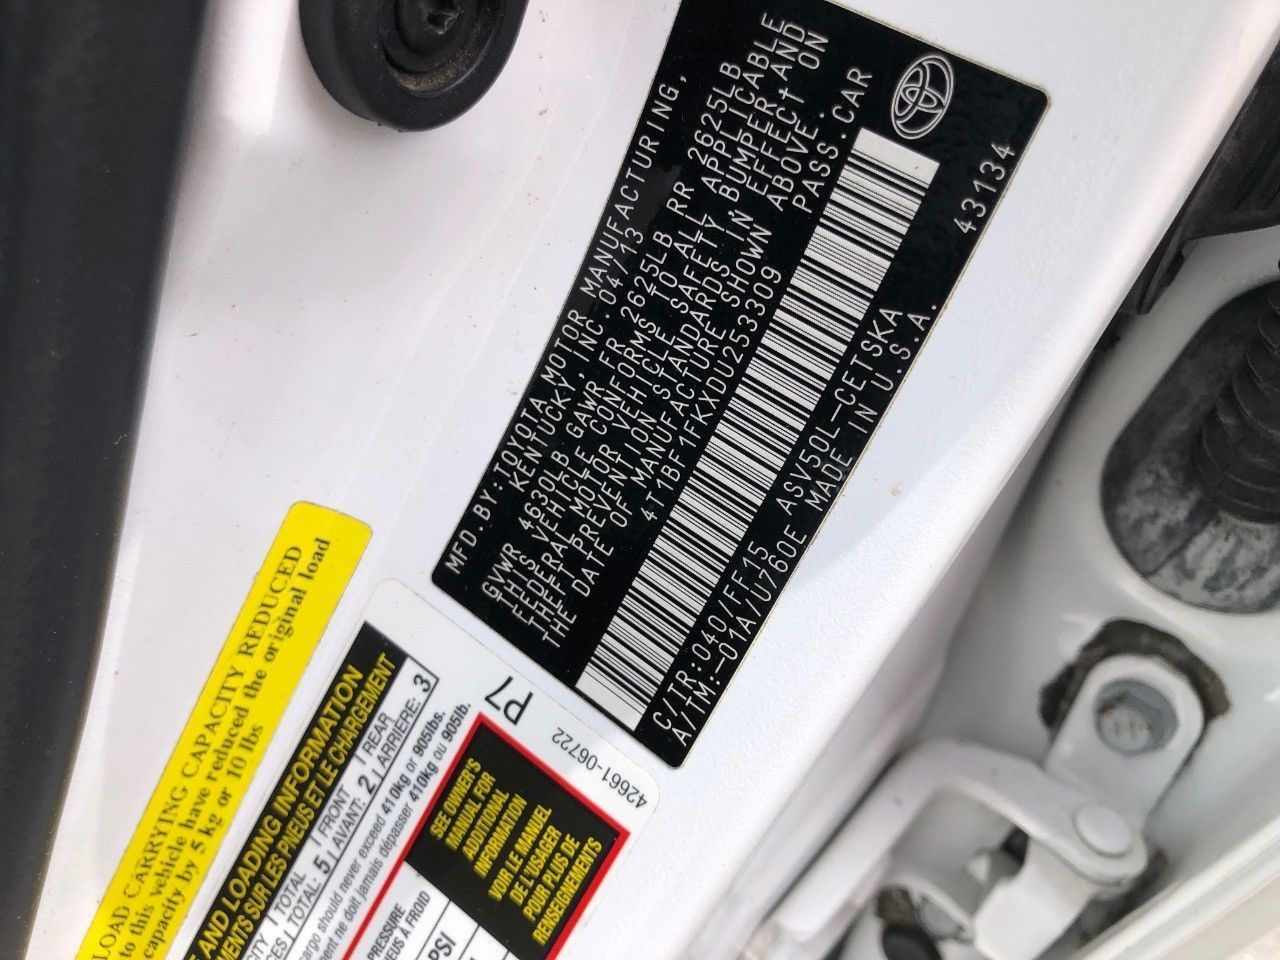 MFD.BY:TOYOTA MOTOR MANUFACTURING,
KENTUCKY, INC. 04/13
GVWR 4630LB GAWR FR 2625LB RR 2625LB
THIS VEHICLE CONFORMS TO ALL APPLICABLE
FEDERAL MOTOR VEHICLE SAFETY, BUMPER, AND
THEFT PREVENTION STANDARDS IN EFFECT ON
THE DATE OF MANUFACTURE SHOWN ABOVE.
4T1BF1FKXDU253309 PASS.CAR
C/TR:040/FF15 ASV50L-CETSKA 43134
A/TM:-01A/U760E MADE IN U.S.A.
LOAD CARRYING CAPACITY REDUCED
to this vehicle have reduced the original load
capacity by 5 kg or 10 lbs
P7
42661-06722
AND LOADING INFORMATION
SUR LES PNEUS ET LE CHARGEMENT
TOTAL FRONT REAR
TOTAL: 5 AVANT: 2 ARRIÈRE: 3
should never exceed 410kg or 905lbs.
ne doit jamais dépasser 410kg ou 905lb.
PRESSURE
À FROID
PSI
SEE OWNER'S
MANUAL FOR
ADDITIONAL
INFORMATION
VOIR LE MANUEL
DE L'USAGER
POUR PLUS DE
RENSEIGNEMENTS